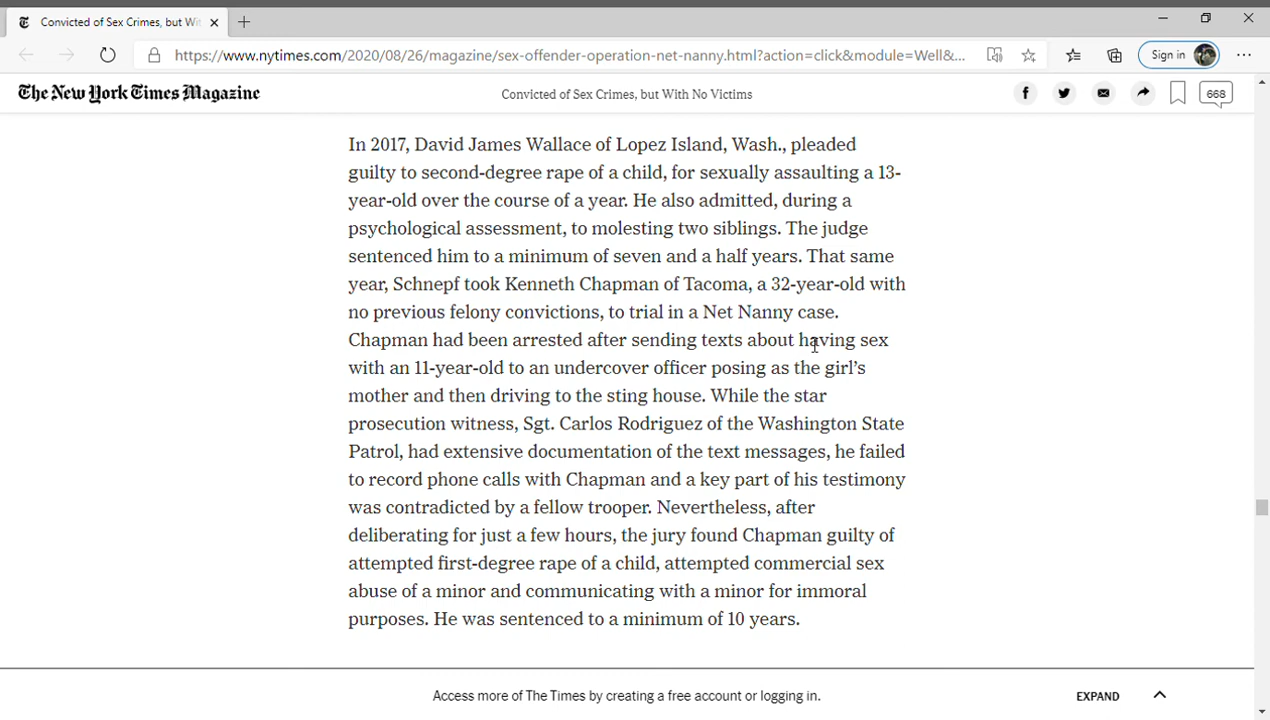 Convicted of Sex Crimes, but Wit
https://www.nytimes.com/2020/08/26/magazine/sex-offender-operation-net-nanny.html?action=click&module=Well&...
Sign in
The New York Times Magazine
Convicted of Sex Crimes, but With No Victims
668
In 2017, David James Wallace of Lopez Island, Wash., pleaded
guilty to second-degree rape of a child, for sexually assaulting a 13-
year-old over the course of a year. He also admitted, during a
psychological assessment, to molesting two siblings. The judge
sentenced him to a minimum of seven and a half years. That same
year, Schnepf took Kenneth Chapman of Tacoma, a 32-year-old with
no previous felony convictions, to trial in a Net Nanny case.
Chapman had been arrested after sending texts about having sex
with an 11-year-old to an undercover officer posing as the girl’s
mother and then driving to the sting house. While the star
prosecution witness, Sgt. Carlos Rodriguez of the Washington State
Patrol, had extensive documentation of the text messages, he failed
to record phone calls with Chapman and a key part of his testimony
was contradicted by a fellow trooper. Nevertheless, after
deliberating for just a few hours, the jury found Chapman guilty of
attempted first-degree rape of a child, attempted commercial sex
abuse of a minor and communicating with a minor for immoral
purposes. He was sentenced to a minimum of 10 years.
Access more of The Times by creating a free account or logging in.
EXPAND